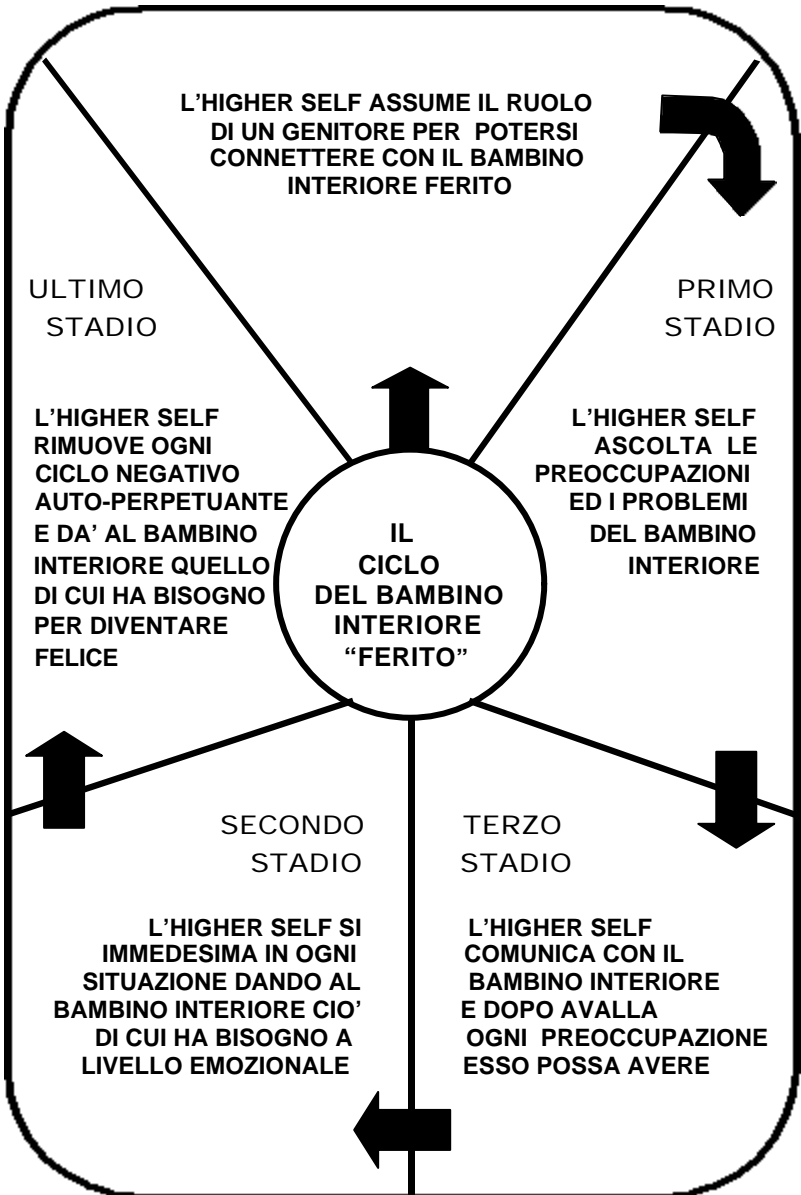 L'HIGHER SELF ASSUME IL RUOLO
DI UN GENITORE PER POTERSI
CONNETTERE CON IL BAMBINO
INTERIORE FERITO
PRIMO
STADIO
L'HIGHER SELF
ASCOLTA LE
PREOCCUPAZIONI
ED I PROBLEMI
DEL BAMBINO
INTERIORE
TERZO
STADIO
L'HIGHER SELF
COMUNICA CON IL
BAMBINO INTERIORE
E DOPO AVALLA
OGNI PREOCCUPAZIONE
ESSO POSSA AVERE
SECONDO
STADIO
L'HIGHER SELF SI
IMMEDESIMA IN OGNI
SITUAZIONE DANDO AL
BAMBINO INTERIORE CIO'
DI CUI HA BISOGNO A
LIVELLO EMOZIONALE
ULTIMO
STADIO
L'HIGHER SELF
RIMUOVE OGNI
CICLO NEGATIVO
AUTO-PERPETUANTE
E DA' AL BAMBINO
INTERIORE QUELLO
DI CUI HA BISOGNO
PER DIVENTARE
FELICE
IL
CICLO
DEL BAMBINO
INTERIORE
“FERITO”